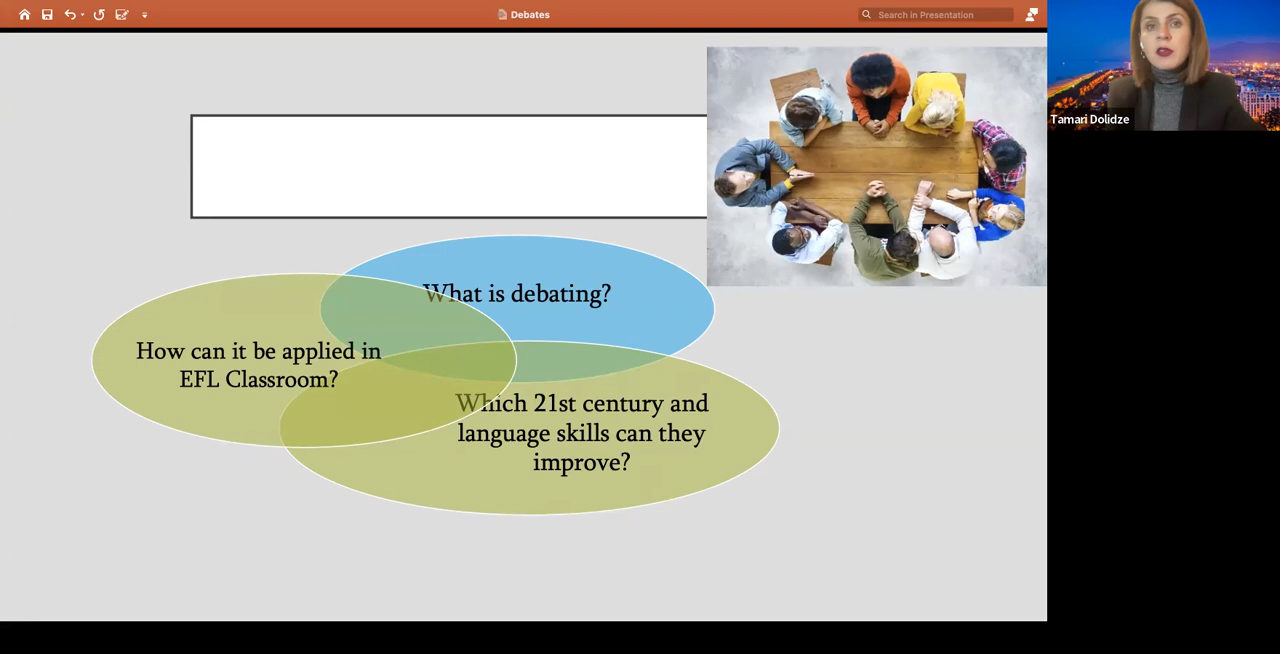 Debates
Search in Presentation
Tamari Dolidze
What is debating?
How can it be applied in
EFL Classroom?
Which 21st century and
language skills can they
improve?